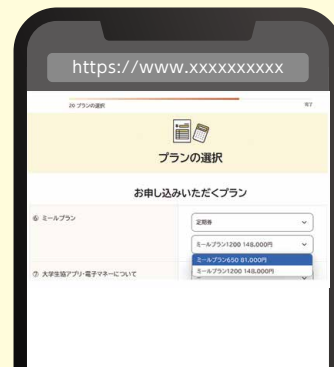 https://www.xxxxxxxxxx
20 プランの選択
プランの選択
お申し込みいただくプラン
⑥ ミールプラン
定期券
ミールプラン1200 148,000円
ミールプラン650 81,000円
ミールプラン1200 148,000円
⑦ 大学生協アプリ・電子マネーについて